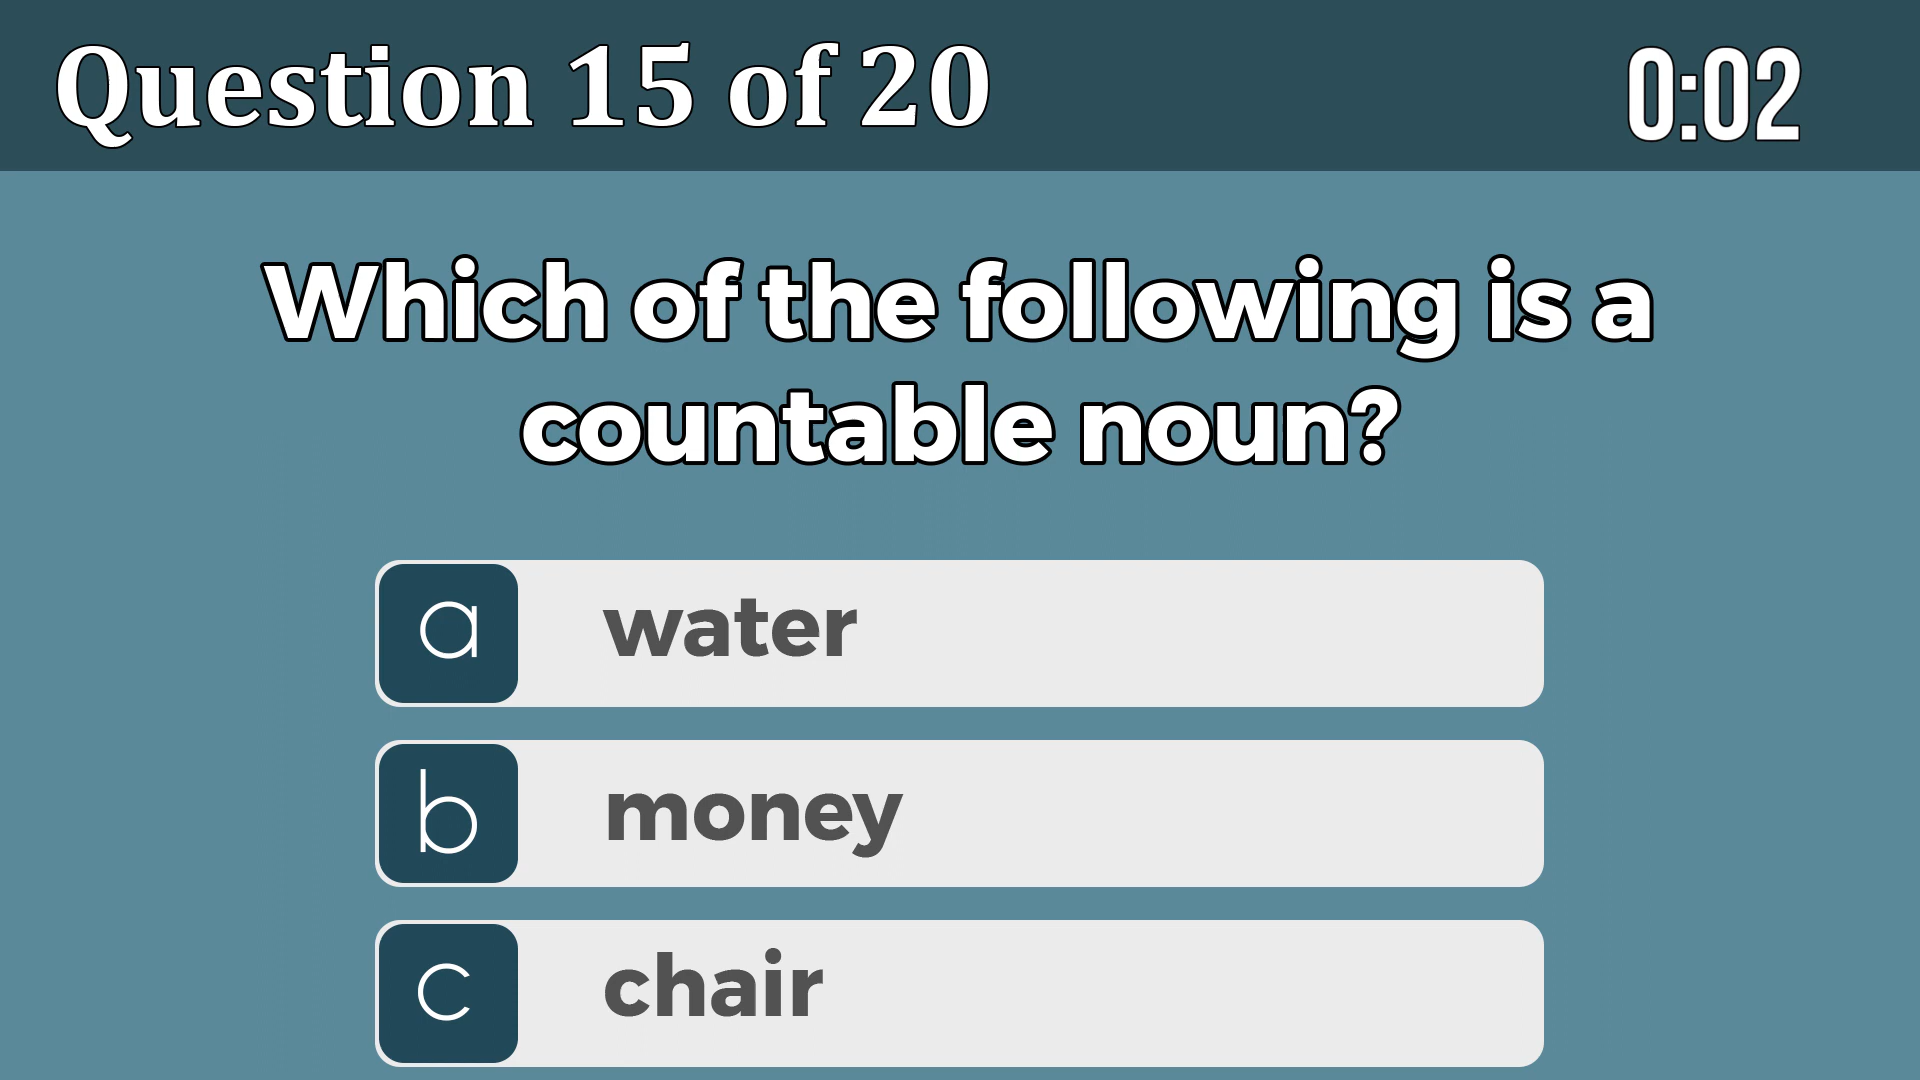 Question 15 of 20
0:02
Which of the following is a
countable noun?
a water
b money
c chair